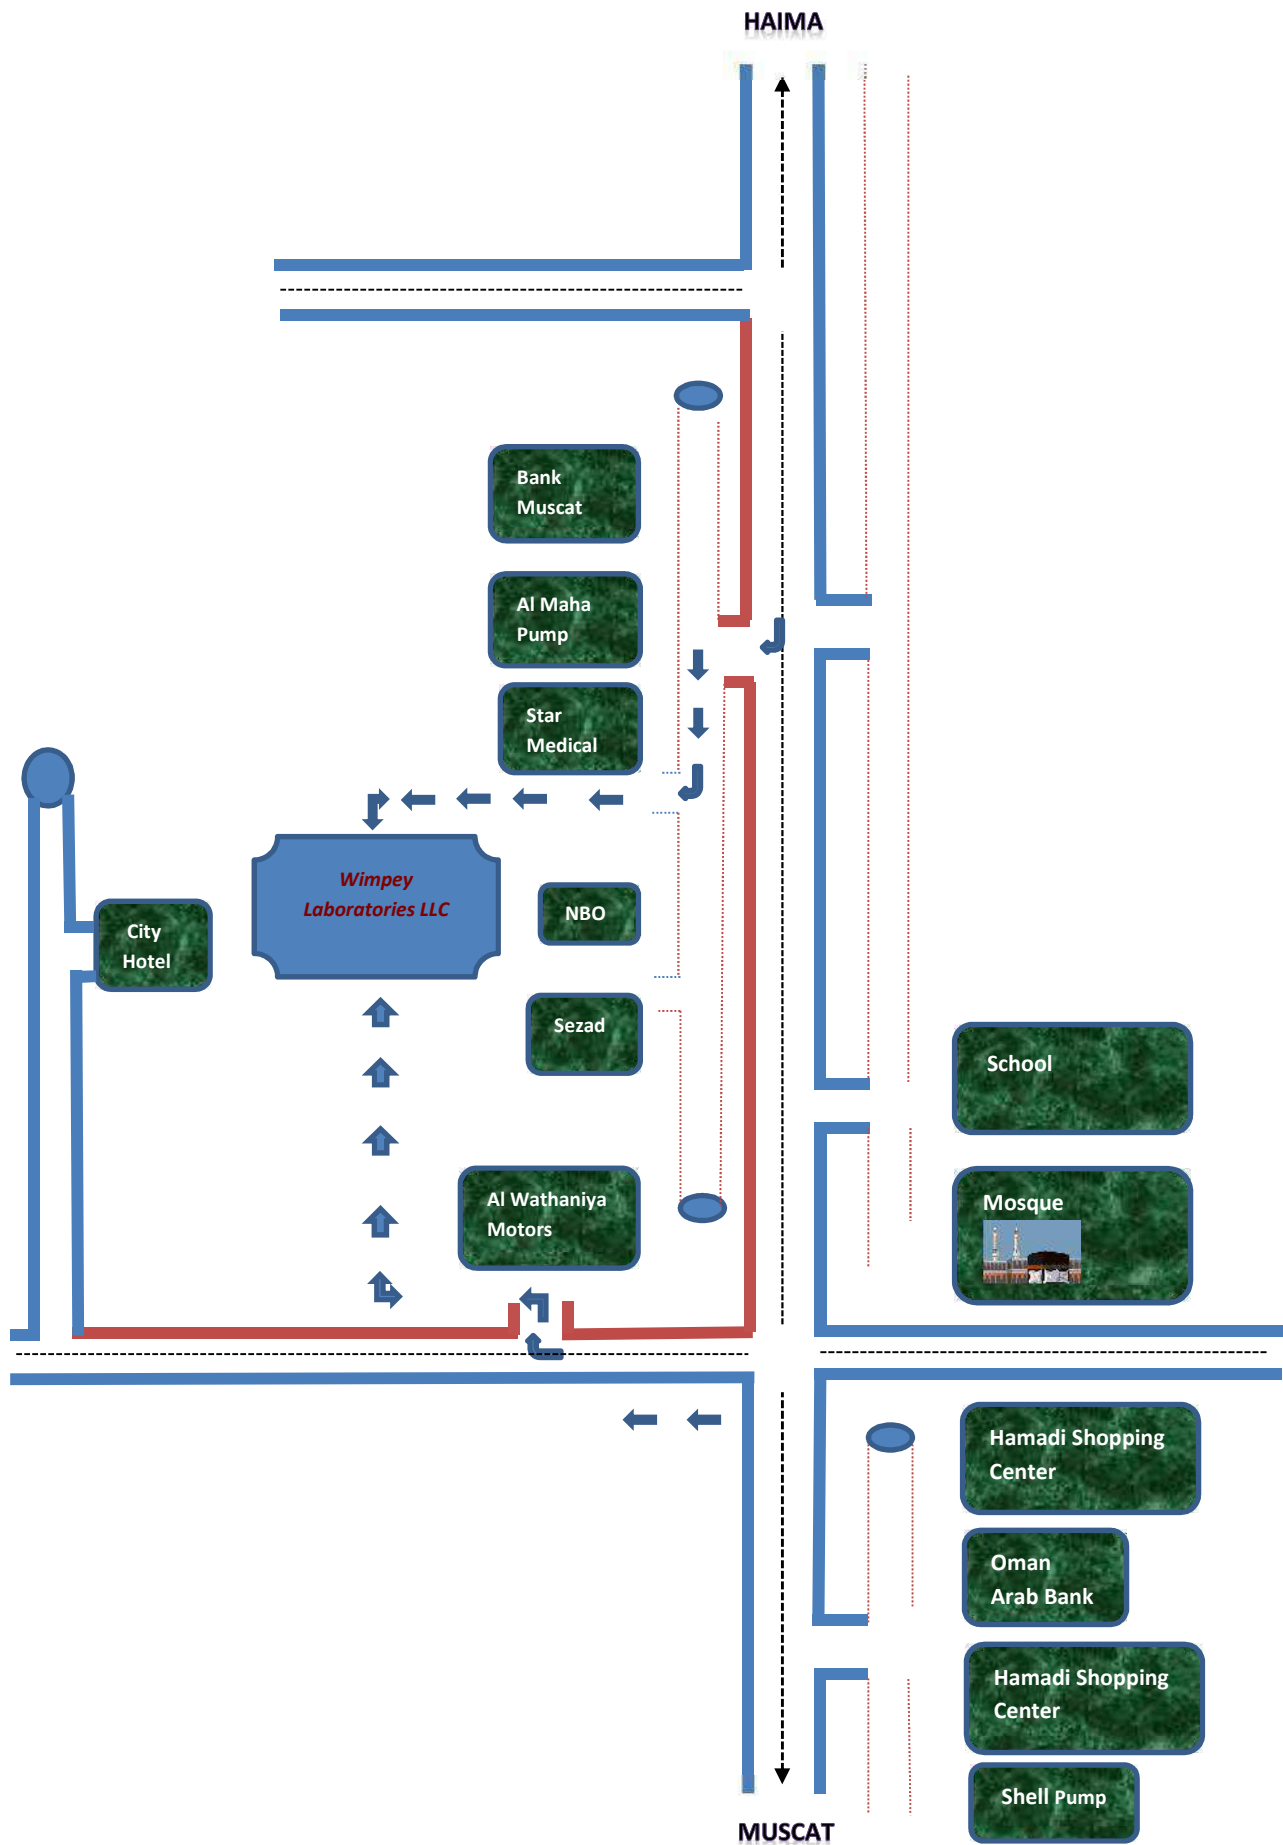 HAIMA
Bank
Muscat
Al Maha
Pump
Star
Medical
Wimpey
Laboratories LLC
NBO
City
Hotel
Sezad
School
Al Wathaniya
Motors
Mosque
Hamadi Shopping
Center
Oman
Arab Bank
Hamadi Shopping
Center
Shell Pump
MUSCAT